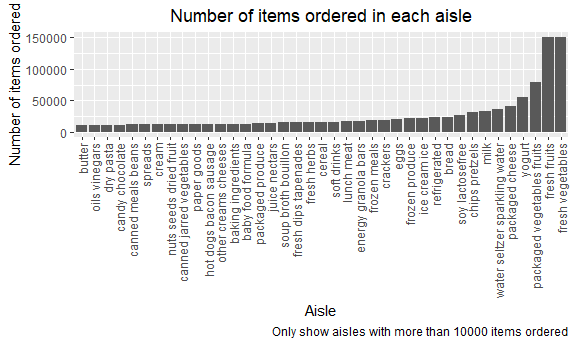 Number of items ordered in each aisle
Number of items ordered
150000
100000
50000
0
butter
oils vinegars
dry pasta
candy chocolate
canned meals beans
spreads
cream
nuts seeds dried fruit
canned jarred vegetables
paper goods
hot dogs bacon sausage
other creams cheeses
baking ingredients
baby food formula
packaged produce
juice nectars
soup broth bouillon
fresh dips tapenades
fresh herbs
cereal
soft drinks
lunch meat
energy granola bars
frozen meals
crackers
eggs
frozen produce
ice cream ice
refrigerated
bread
soy lactosefree
chips pretzels
milk
water seltzer sparkling water
packaged cheese
yogurt
packaged vegetables fruits
fresh fruits
fresh vegetables
Aisle
Only show aisles with more than 10000 items ordered